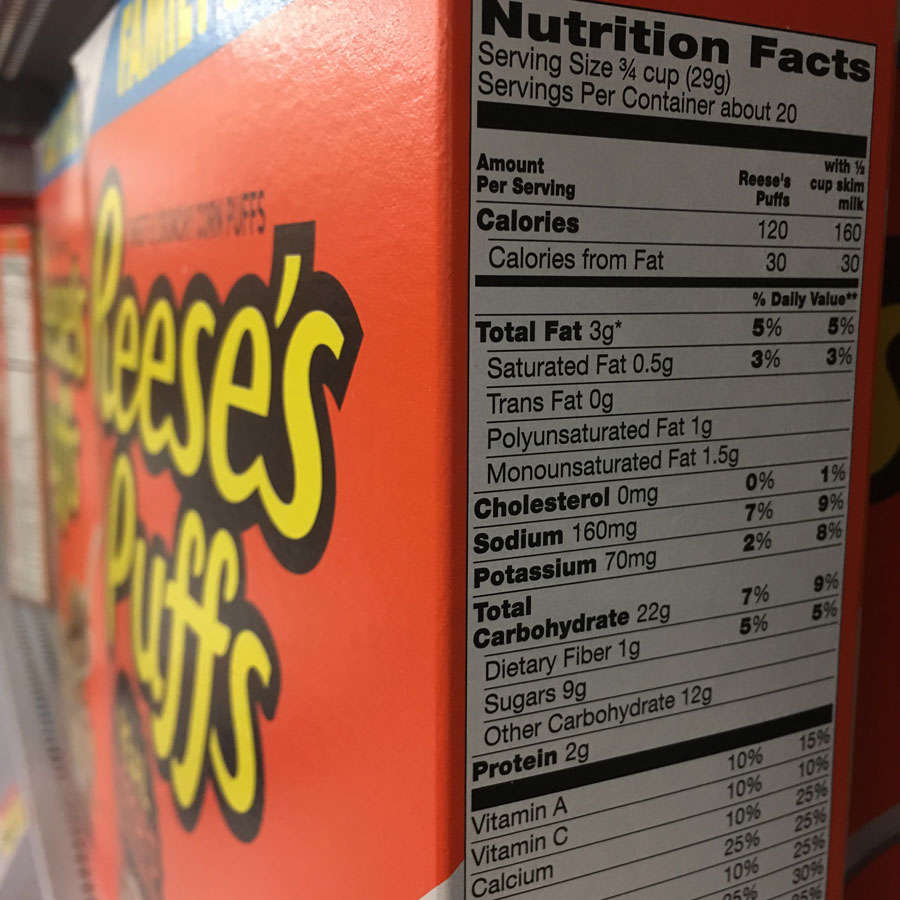 FAMILY
CORN PUFFS
Reese's
Puffs
Nutrition Facts
Serving Size ¾ cup (29g)
Servings Per Container about 20
Amount Per Serving Reese's Puffs with ½ cup skim milk
Calories 120 160
Calories from Fat 30 30
% Daily Value**
Total Fat 3g* 5% 5%
Saturated Fat 0.5g 3% 3%
Trans Fat 0g
Polyunsaturated Fat 1g
Monounsaturated Fat 1.5g
Cholesterol 0mg 0% 1%
Sodium 160mg 7% 9%
Potassium 70mg 2% 8%
Total
Carbohydrate 22g 7% 9%
Dietary Fiber 1g 5% 5%
Sugars 9g
Other Carbohydrate 12g
Protein 2g
Vitamin A 10% 15%
Vitamin C 10% 10%
Calcium 10% 25%
25% 25%
10% 25%
30%